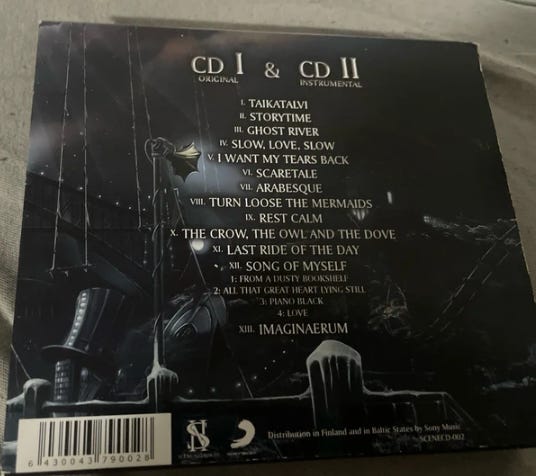 CD I & CD II
ORIGINAL INSTRUMENTAL
I. TAIKATALVI
II. STORYTIME
III. GHOST RIVER
IV. SLOW, LOVE, SLOW
V. I WANT MY TEARS BACK
VI. SCARETALE
VII. ARABESQUE
VIII. TURN LOOSE THE MERMAIDS
IX. REST CALM
X. THE CROW, THE OWL AND THE DOVE
XI. LAST RIDE OF THE DAY
XII. SONG OF MYSELF
1: FROM A DUSTY BOOKSHELF
2: ALL THAT GREAT HEART LYING STILL
3: PIANO BLACK
4: LOVE
XIII. IMAGINAERUM
Distribution in Finland and in Baltic States by Sony Music
SCENECD-002
6 430043 790028